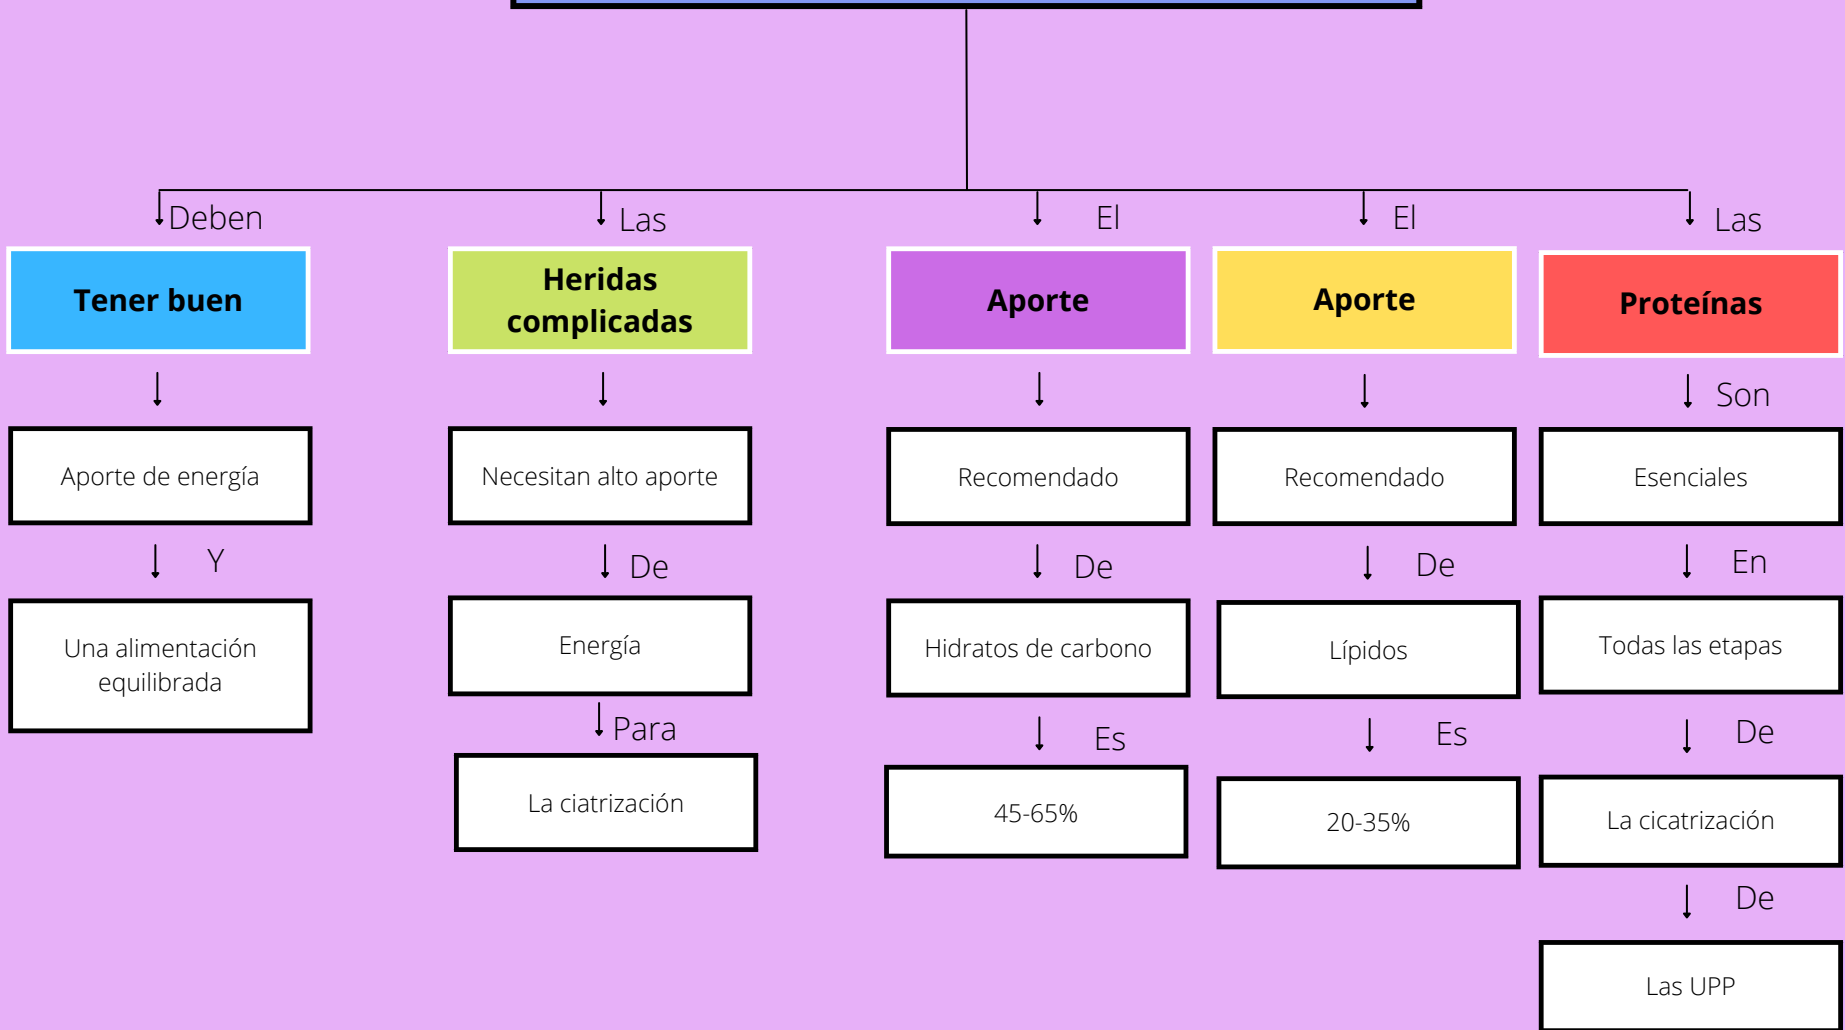 Deben
Las
El
El
Las
Tener buen
Heridas
complicadas
Aporte
Aporte
Proteínas
Son
Aporte de energía
Necesitan alto aporte
Recomendado
Recomendado
Esenciales
Y
De
De
De
En
Una alimentación
equilibrada
Energía
Hidratos de carbono
Lípidos
Todas las etapas
Para
Es
Es
De
La ciatrización
45-65%
20-35%
La cicatrización
De
Las UPP